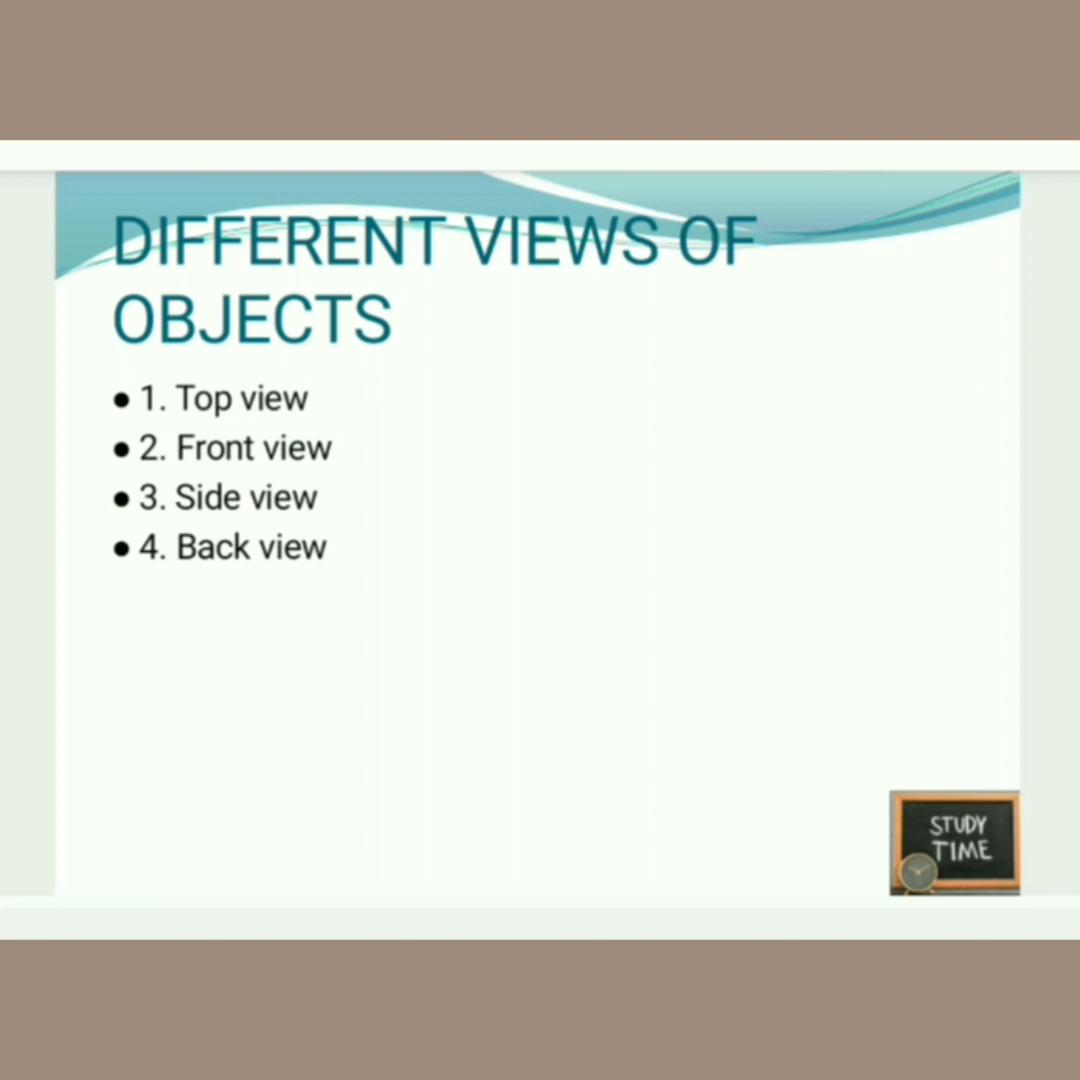 DIFFERENT VIEWS OF
OBJECTS
● 1. Top view
● 2. Front view
● 3. Side view
● 4. Back view
STUDY
TIME